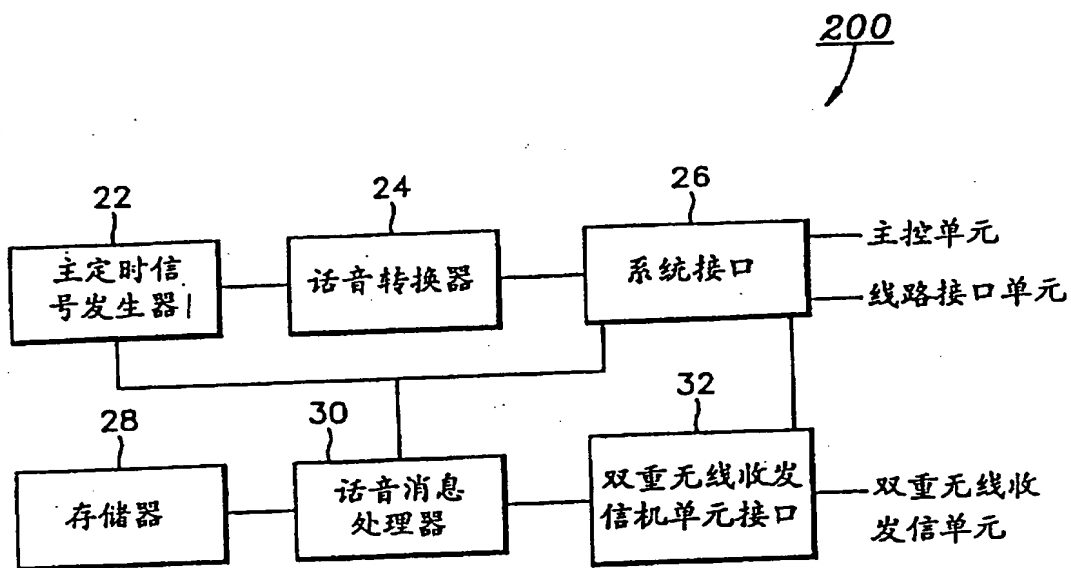 200
22
24
26
主定时信
号发生器
话音转换器
系统接口
主控单元
线路接口单元
28
30
32
存储器
话音消息
处理器
双重无线收发
信机单元接口
双重无线收
发信单元